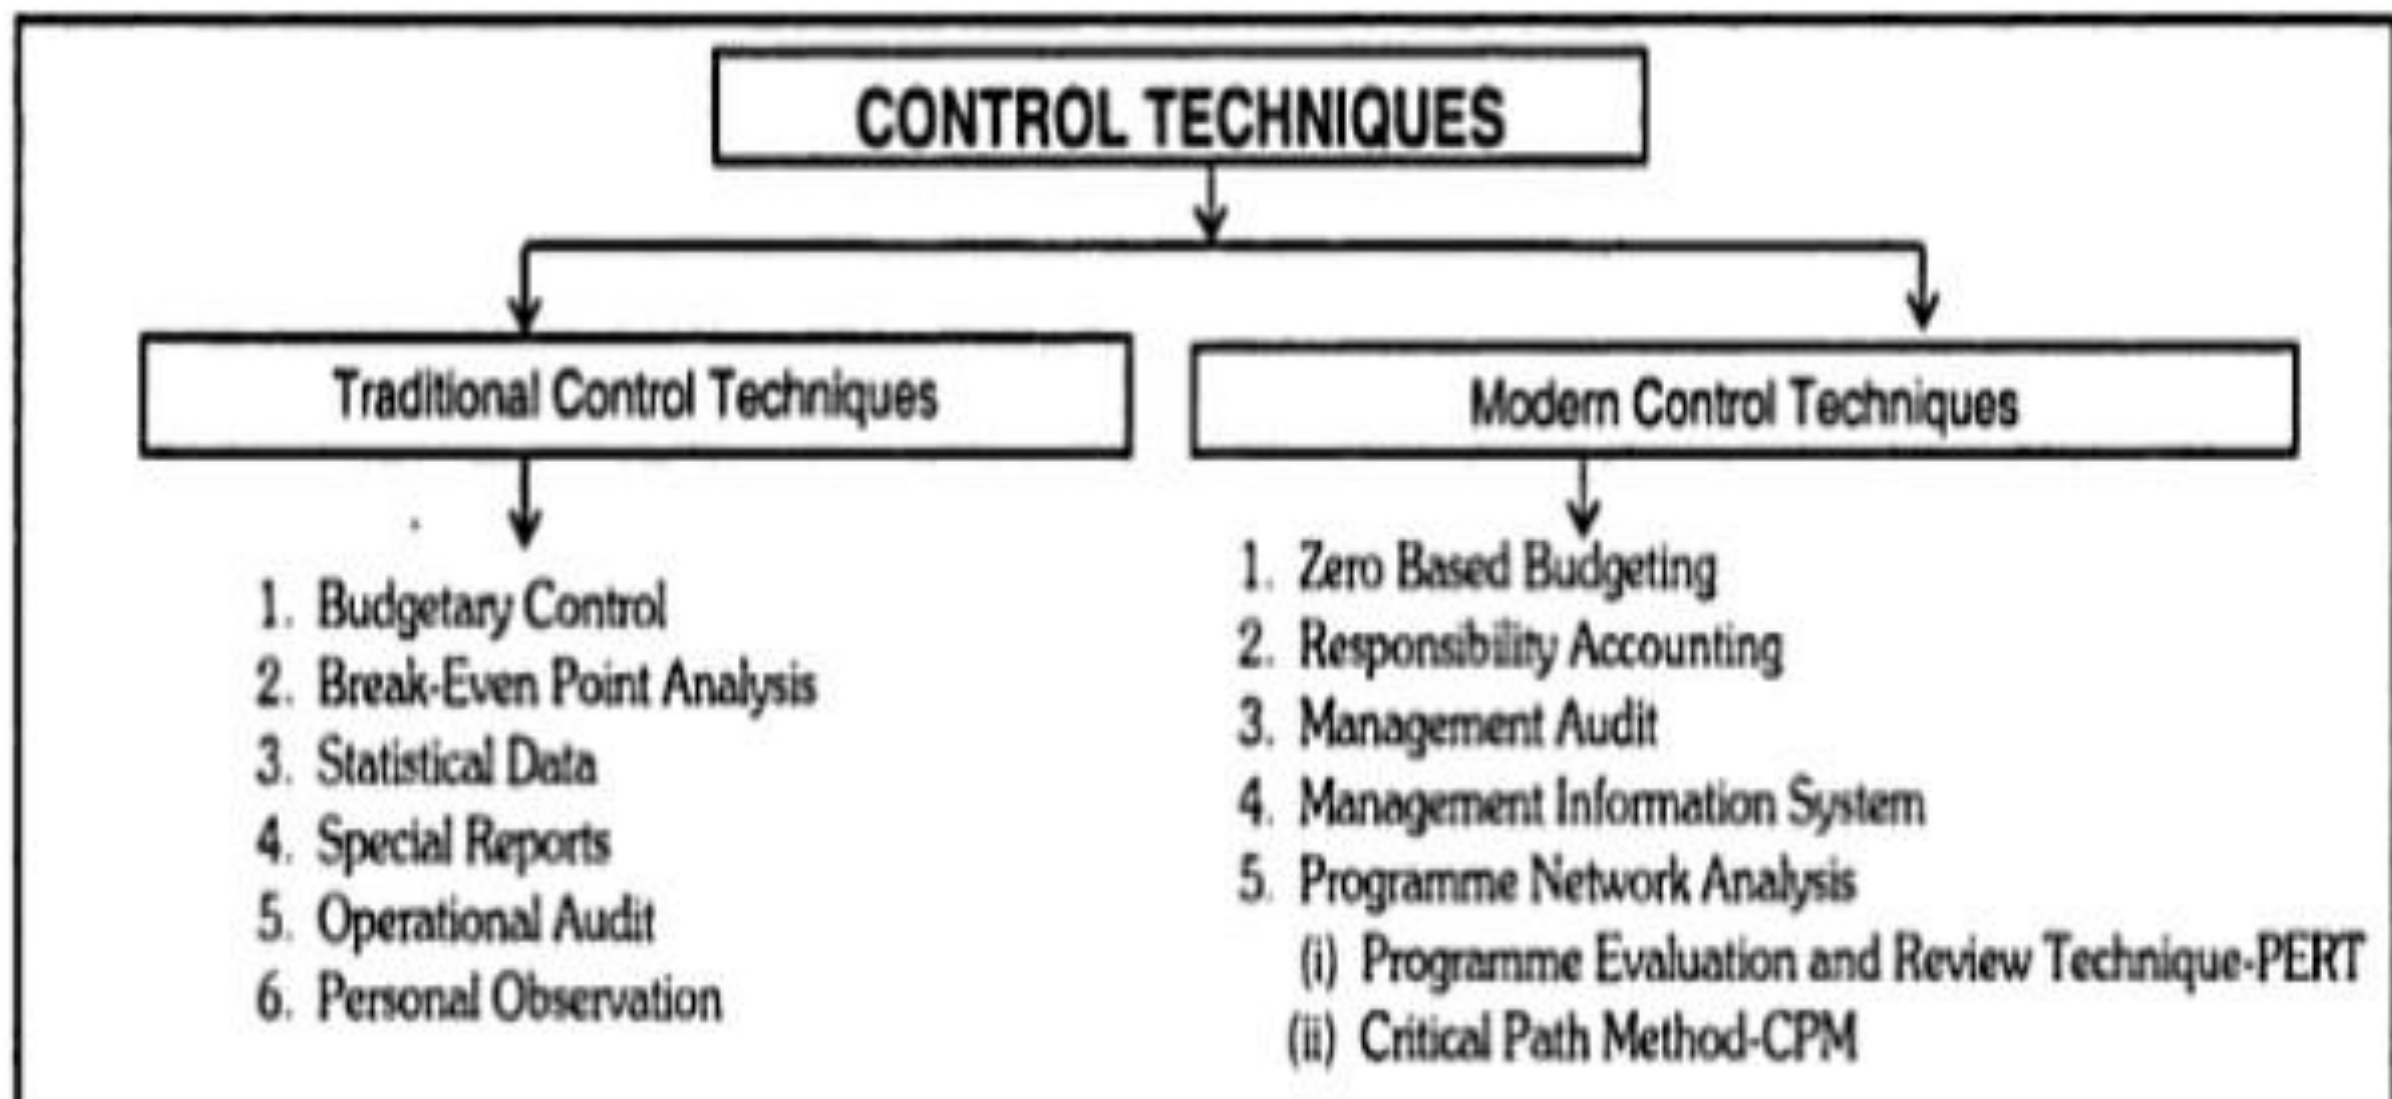 CONTROL TECHNIQUES
Traditional Control Techniques
Modern Control Techniques
1. Budgetary Control
2. Break-Even Point Analysis
3. Statistical Data
4. Special Reports
5. Operational Audit
6. Personal Observation
1. Zero Based Budgeting
2. Responsibility Accounting
3. Management Audit
4. Management Information System
5. Programme Network Analysis
(i) Programme Evaluation and Review Technique-PERT
(ii) Critical Path Method-CPM